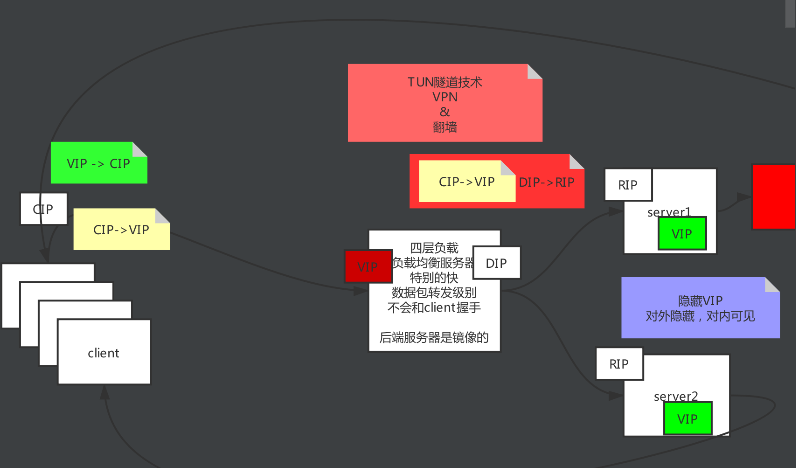 TUN隧道技术
VPN
&
翻墙
VIP -> CIP
CIP->VIP
DIP->RIP
CIP
CIP->VIP
RIP
server1
VIP
VIP
四层负载
负载均衡服务器
特别的快
数据包转发级别
不会和client握手
后端服务器是镜像的
DIP
隐藏VIP
对外隐藏，对内可见
client
RIP
server2
VIP